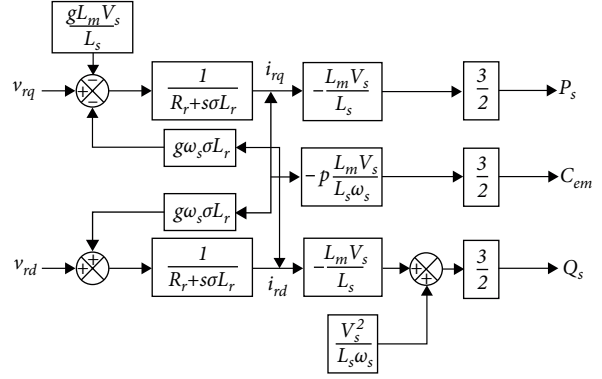 gL_mV_s / L_s
v_rq + − −
1 / R_r+sσL_r
i_rq
− L_mV_s / L_s
3 / 2
P_s
gω_sσL_r
− p L_mV_s / L_sω_s
3 / 2
C_em
gω_sσL_r
v_rd + +
1 / R_r+sσL_r
i_rd
− L_mV_s / L_s
+ +
3 / 2
Q_s
V_s^2 / L_sω_s